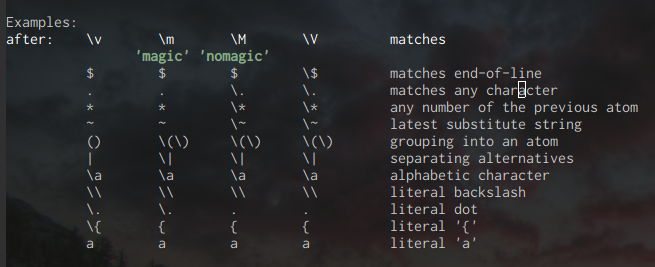 Examples:
after: \v \m \M \V matches
'magic' 'nomagic'
$ $ $ \$ matches end-of-line
. . \. \. matches any character
* * \* \* any number of the previous atom
~ ~ \~ \~ latest substitute string
() \(\) \(\) \(\) grouping into an atom
| \| \| \| separating alternatives
\a \a \a \a alphabetic character
\\ \\ \\ \\ literal backslash
\. \. . . literal dot
\{ { { { literal '{'
a a a a literal 'a'